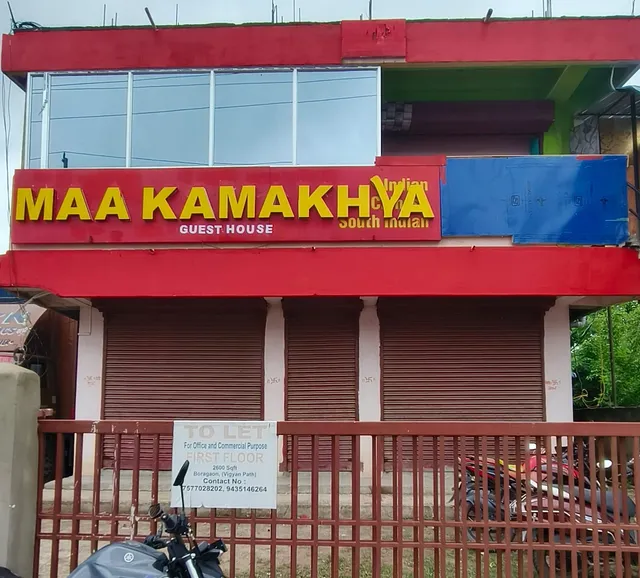 MAA KAMAKHYA
GUEST HOUSE
Indian
South Indian
TO LET
For Office and Commercial Purpose
FIRST FLOOR
2600 Sqft
Boragaon, (Vigyan Path)
Contact No :
7577028202, 9435146264